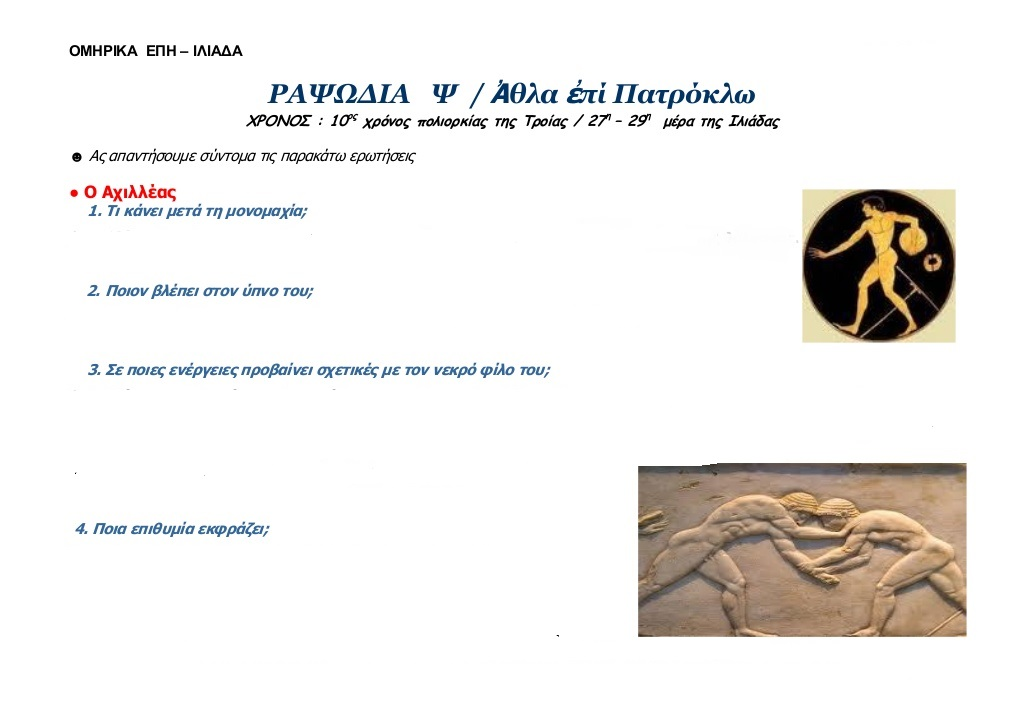 ΟΜΗΡΙΚΑ ΕΠΗ – ΙΛΙΑΔΑ
ΡΑΨΩΔΙΑ Ψ / Ἆθλα ἐπί Πατρόκλω
ΧΡΟΝΟΣ : 10ος χρόνος πολιορκίας της Τροίας / 27η – 29η μέρα της Ιλιάδας
☻ Ας απαντήσουμε σύντομα τις παρακάτω ερωτήσεις
● Ο Αχιλλέας
1. Τι κάνει μετά τη μονομαχία;
2. Ποιον βλέπει στον ύπνο του;
3. Σε ποιες ενέργειες προβαίνει σχετικές με τον νεκρό φίλο του;
4. Ποια επιθυμία εκφράζει;